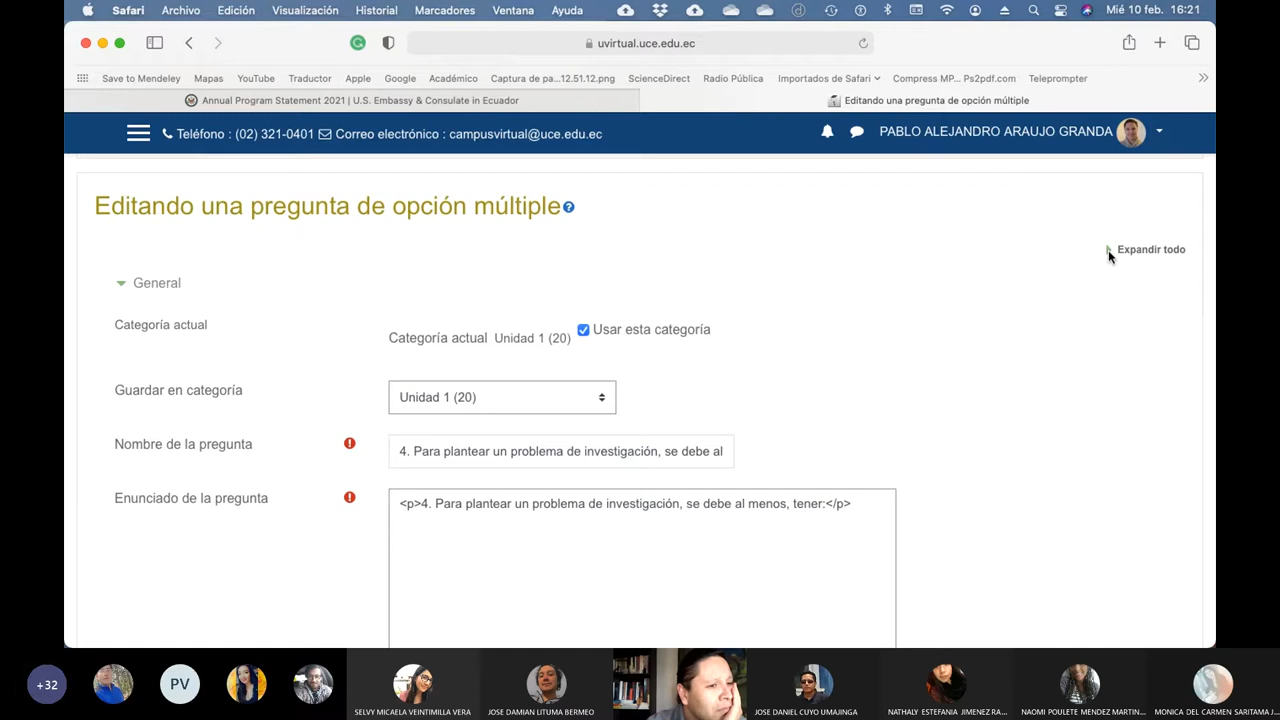 Safari Archivo Edición Visualización Historial Marcadores Ventana Ayuda Mié 10 feb. 16:21
uvirtual.uce.edu.ec
Save to Mendeley Mapas YouTube Traductor Apple Google Académico Captura de pa...12.51.12.png ScienceDirect Radio Pública Importados de Safari Compress MP... Ps2pdf.com Teleprompter
Annual Program Statement 2021 | U.S. Embassy & Consulate in Ecuador Editando una pregunta de opción múltiple
Teléfono : (02) 321-0401 Correo electrónico : campusvirtual@uce.edu.ec PABLO ALEJANDRO ARAUJO GRANDA
Editando una pregunta de opción múltiple
Expandir todo
General
Categoría actual
Categoría actual Unidad 1 (20) Usar esta categoría
Guardar en categoría
Unidad 1 (20)
Nombre de la pregunta
4. Para plantear un problema de investigación, se debe al
Enunciado de la pregunta
<p>4. Para plantear un problema de investigación, se debe al menos, tener:</p>
+32 PV SELVY MICAELA VEINTIMILLA VERA JOSE DAMIAN LITUMA BERMEO JOSE DANIEL CUYO UMAJINGA NATHALY ESTEFANIA JIMENEZ RA... NAOMI POULETE MENDEZ MARTIN... MONICA DEL CARMEN SARITAMA J...